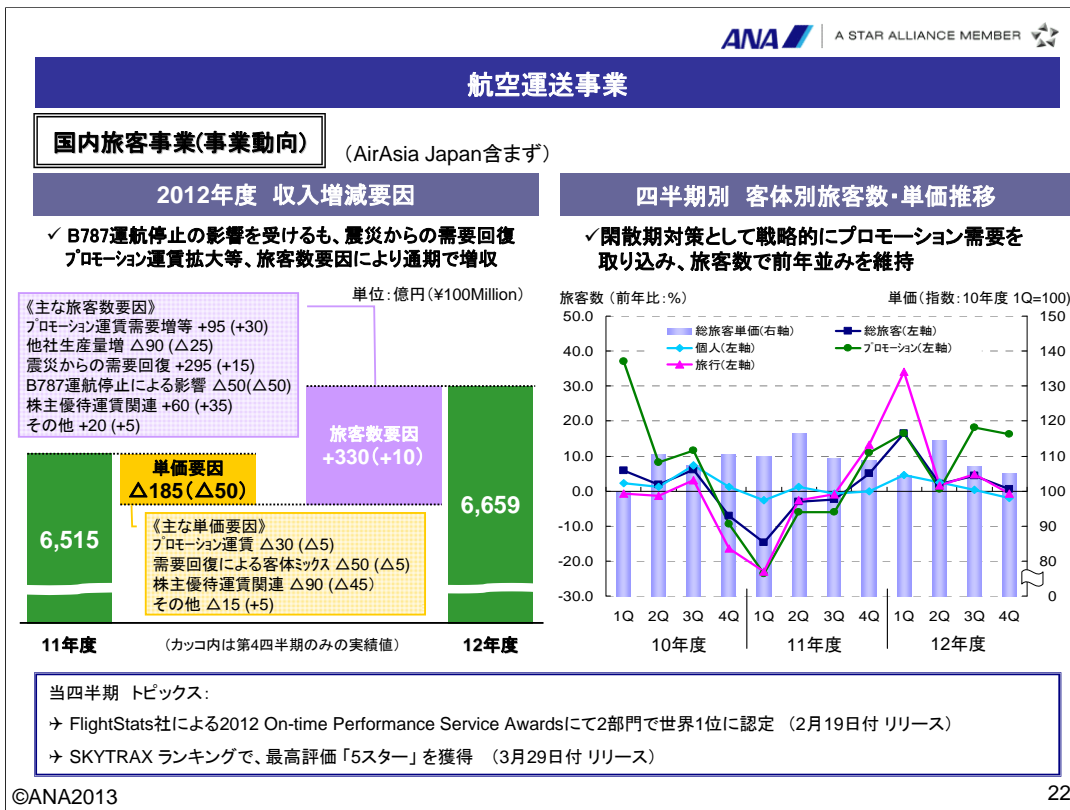 ANA A STAR ALLIANCE MEMBER
航空運送事業
国内旅客事業(事業動向) (AirAsia Japan含まず)
2012年度 収入増減要因
✓ B787運航停止の影響を受けるも、震災からの需要回復
ﾌﾟﾛﾓｰｼｮﾝ運賃拡大等、旅客数要因により通期で増収
単位:億円(¥100Million)
《主な旅客数要因》
ﾌﾟﾛﾓｰｼｮﾝ運賃需要増等 +95 (+30)
他社生産量増 △90 (△25)
震災からの需要回復 +295 (+15)
B787運航停止による影響 △50(△50)
株主優待運賃関連 +60 (+35)
その他 +20 (+5)
旅客数要因
+330(+10)
単価要因
△185(△50)
6,515
6,659
《主な単価要因》
ﾌﾟﾛﾓｰｼｮﾝ運賃 △30 (△5)
需要回復による客体ﾐｯｸｽ △50 (△5)
株主優待運賃関連 △90 (△45)
その他 △15 (+5)
11年度 (カッコ内は第4四半期のみの実績値) 12年度
四半期別 客体別旅客数・単価推移
✓閑散期対策として戦略的にプロモーション需要を
取り込み、旅客数で前年並みを維持
旅客数 (前年比:%) 単価(指数:10年度 1Q=100)
総旅客単価(右軸) 総旅客(左軸)
個人(左軸) ﾌﾟﾛﾓｰｼｮﾝ(左軸)
旅行(左軸)
50.0 150
40.0 140
30.0 130
20.0 120
10.0 110
0.0 100
-10.0 90
-20.0 80
-30.0 0
1Q 2Q 3Q 4Q 1Q 2Q 3Q 4Q 1Q 2Q 3Q 4Q
10年度 11年度 12年度
当四半期 トピックス:
✈ FlightStats社による2012 On-time Performance Service Awardsにて2部門で世界1位に認定 (2月19日付 リリース)
✈ SKYTRAX ランキングで、最高評価 「5スター」 を獲得 (3月29日付 リリース)
©ANA2013 22